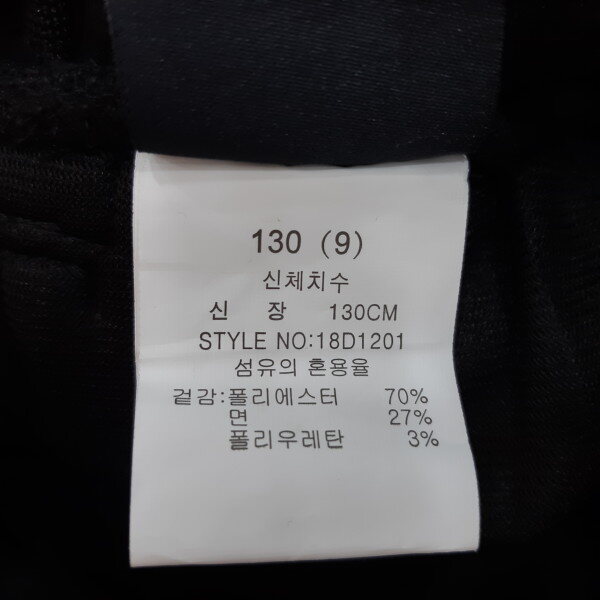 130 (9)
신체치수
신 장 130CM
STYLE NO:18D1201
섬유의 혼용율
겉감:폴리에스터 70%
면 27%
폴리우레탄 3%